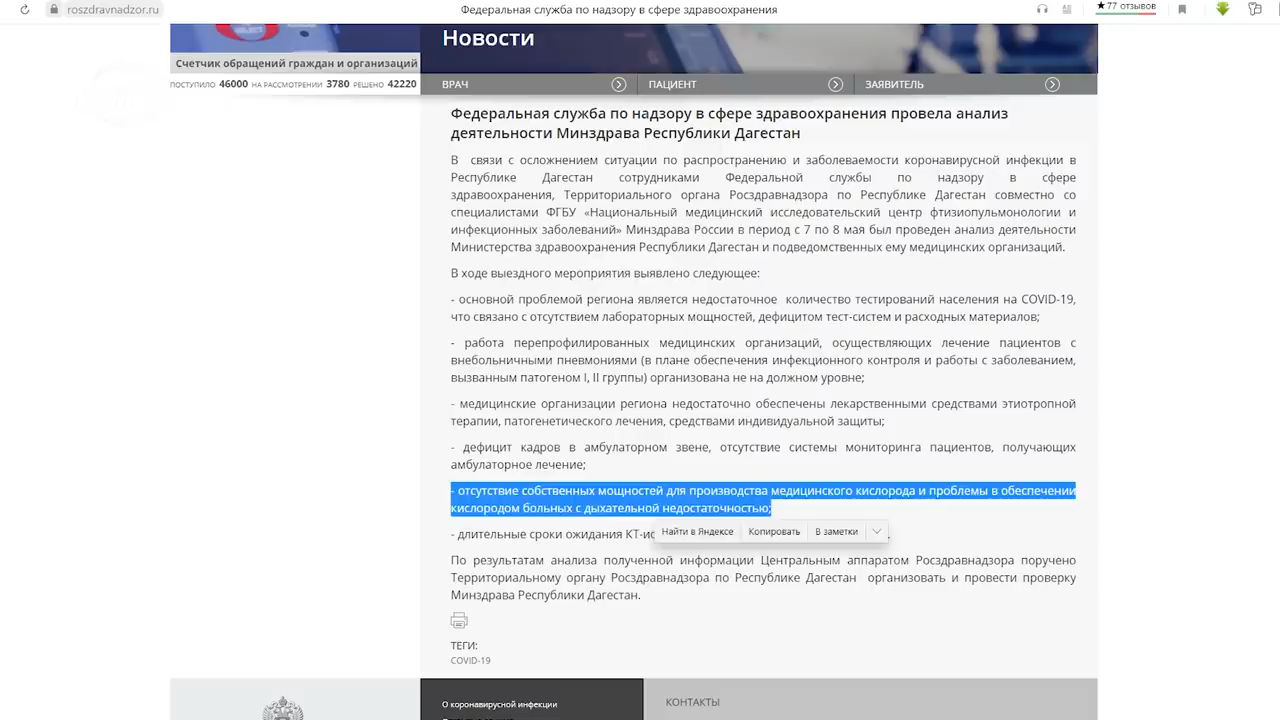 roszdravnadzor.ru
Федеральная служба по надзору в сфере здравоохранения
★77 отзывов
Новости
Счетчик обращений граждан и организаций
ПОСТУПИЛО 46000 НА РАССМОТРЕНИИ 3780 РЕШЕНО 42220
ВРАЧ
ПАЦИЕНТ
ЗАЯВИТЕЛЬ
Федеральная служба по надзору в сфере здравоохранения провела анализ
деятельности Минздрава Республики Дагестан
В связи с осложнением ситуации по распространению и заболеваемости коронавирусной инфекции в
Республике Дагестан сотрудниками Федеральной службы по надзору в сфере
здравоохранения, Территориального органа Росздравнадзора по Республике Дагестан совместно со
специалистами ФГБУ «Национальный медицинский исследовательский центр фтизиопульмонологии и
инфекционных заболеваний» Минздрава России в период с 7 по 8 мая был проведен анализ деятельности
Министерства здравоохранения Республики Дагестан и подведомственных ему медицинских организаций.
В ходе выездного мероприятия выявлено следующее:
- основной проблемой региона является недостаточное количество тестирований населения на COVID-19,
что связано с отсутствием лабораторных мощностей, дефицитом тест-систем и расходных материалов;
- работа перепрофилированных медицинских организаций, осуществляющих лечение пациентов с
внебольничными пневмониями (в плане обеспечения инфекционного контроля и работы с заболеванием,
вызванным патогеном I, II группы) организована не на должном уровне;
- медицинские организации региона недостаточно обеспечены лекарственными средствами этиотропной
терапии, патогенетического лечения, средствами индивидуальной защиты;
- дефицит кадров в амбулаторном звене, отсутствие системы мониторинга пациентов, получающих
амбулаторное лечение;
- отсутствие собственных мощностей для производства медицинского кислорода и проблемы в обеспечении
кислородом больных с дыхательной недостаточностью;
Найти в Яндексе Копировать В заметки
- длительные сроки ожидания КТ-ис
По результатам анализа полученной информации Центральным аппаратом Росздравнадзора поручено
Территориальному органу Росздравнадзора по Республике Дагестан организовать и провести проверку
Минздрава Республики Дагестан.
ТЕГИ:
COVID-19
О коронавирусной инфекции
КОНТАКТЫ